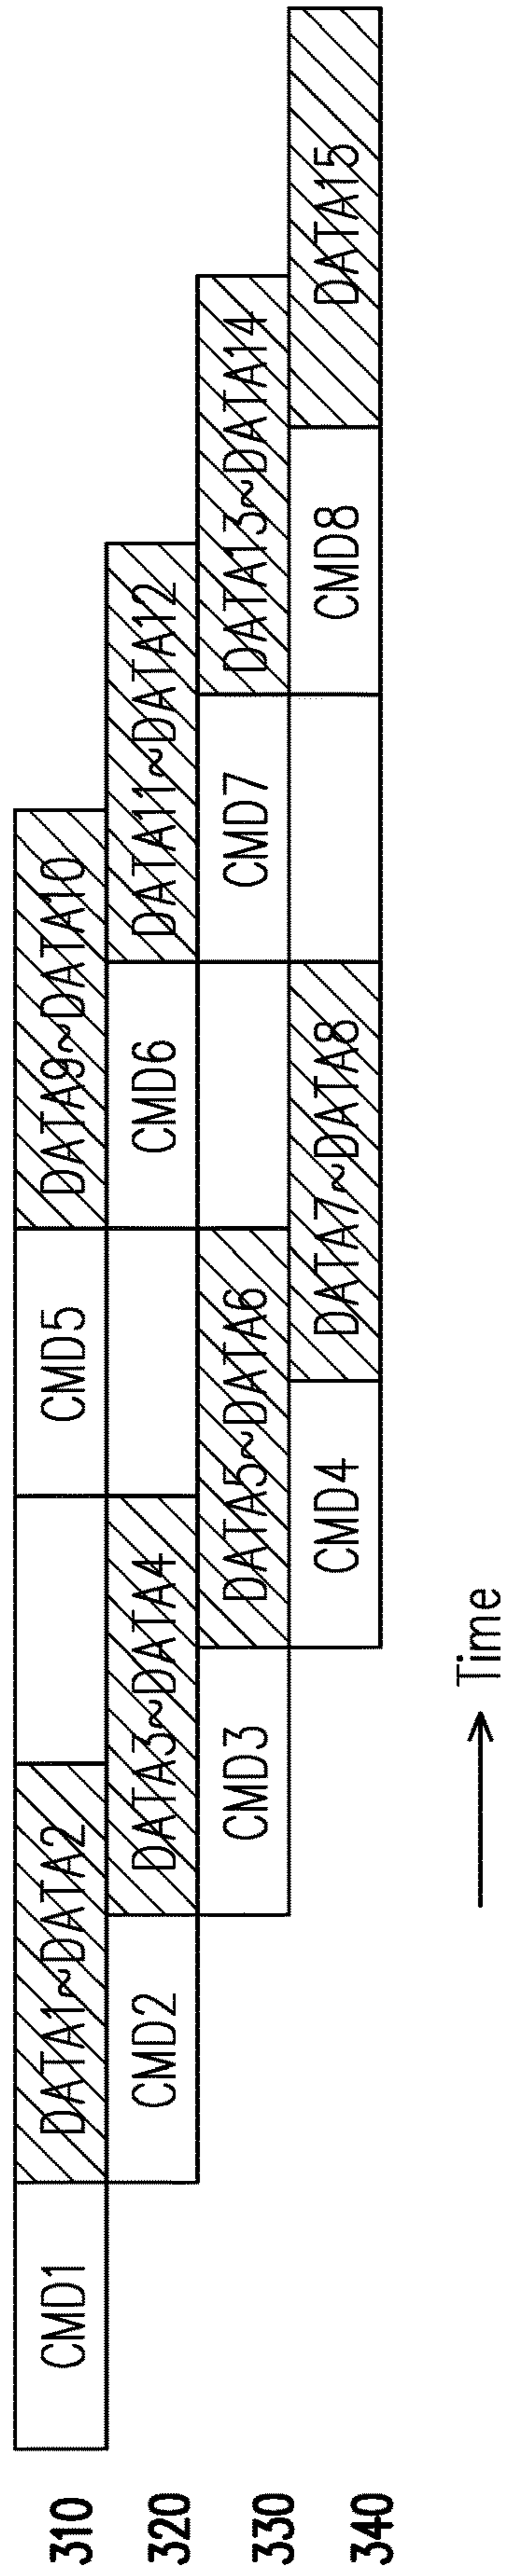 310 CMD1 DATA1~DATA2 CMD5 DATA9~DATA10
320 CMD2 DATA3~DATA4 CMD6 DATA11~DATA12
330 CMD3 DATA5~DATA6 CMD7 DATA13~DATA14
340 CMD4 DATA7~DATA8 CMD8 DATA15
Time